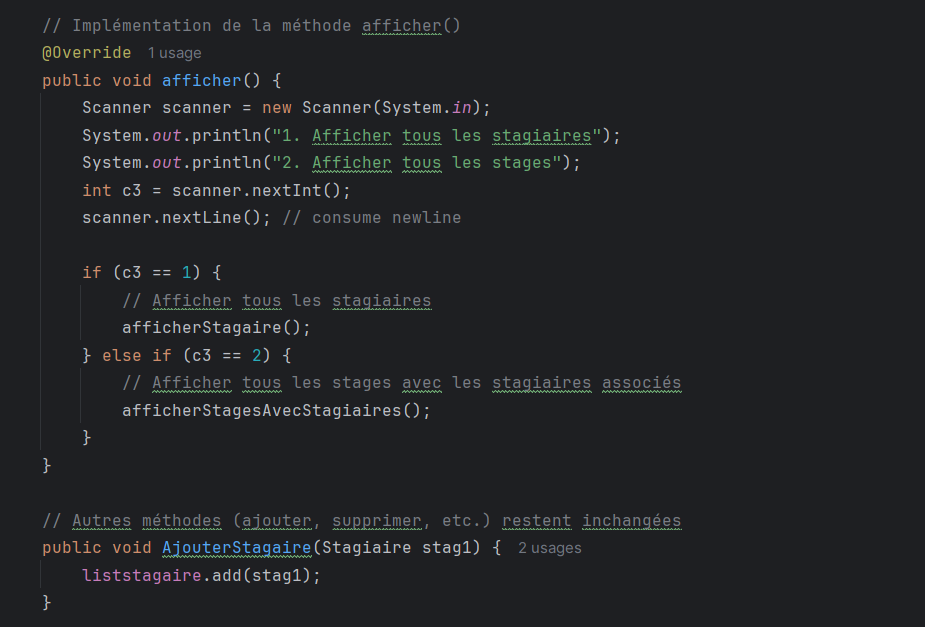 // Implémentation de la méthode afficher()
@Override 1 usage
public void afficher() {
Scanner scanner = new Scanner(System.in);
System.out.println("1. Afficher tous les stagiaires");
System.out.println("2. Afficher tous les stages");
int c3 = scanner.nextInt();
scanner.nextLine(); // consume newline
if (c3 == 1) {
// Afficher tous les stagiaires
afficherStagaire();
} else if (c3 == 2) {
// Afficher tous les stages avec les stagiaires associés
afficherStagesAvecStagiaires();
}
}
// Autres méthodes (ajouter, supprimer, etc.) restent inchangées
public void AjouterStagaire(Stagiaire stag1) { 2 usages
liststagaire.add(stag1);
}